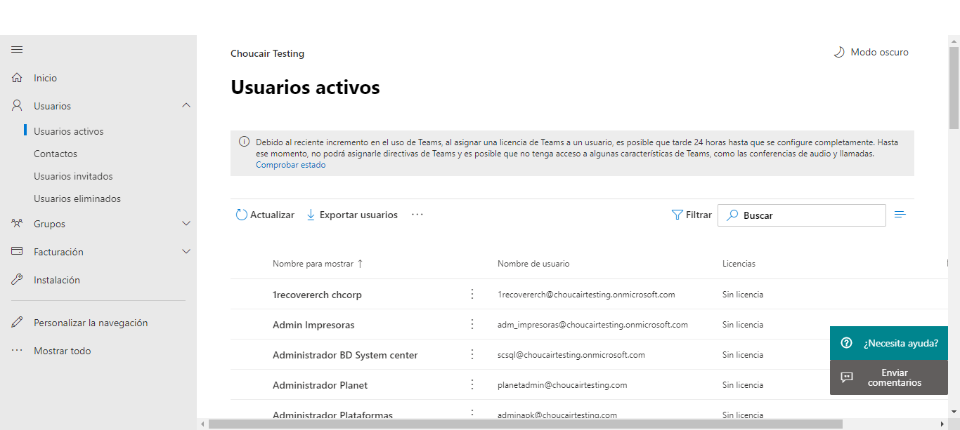 Choucair Testing
Modo oscuro
Usuarios activos
Inicio
Usuarios
Usuarios activos
Contactos
Usuarios invitados
Usuarios eliminados
Grupos
Facturación
Instalación
Personalizar la navegación
Mostrar todo
Debido al reciente incremento en el uso de Teams, al asignar una licencia de Teams a un usuario, es posible que tarde 24 horas hasta que se configure completamente. Hasta
ese momento, no podrá asignarle directivas de Teams y es posible que no tenga acceso a algunas características de Teams, como las conferencias de audio y llamadas.
Comprobar estado
Actualizar Exportar usuarios Filtrar Buscar
Nombre para mostrar ↑ Nombre de usuario Licencias
1recovererch chcorp 1recovererch@choucairtesting.onmicrosoft.com Sin licencia
Admin Impresoras adm_impresoras@choucairtesting.onmicrosoft.com Sin licencia
Administrador BD System center scsql@choucairtesting.onmicrosoft.com Sin licencia
Administrador Planet planetadmin@choucairtesting.com Sin licencia
Administrador Plataformas adminapk@choucairtesting.com Sin licencia
¿Necesita ayuda?
Enviar
comentarios